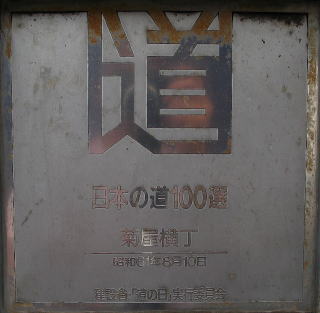 道
日本の道100選
菊屋横丁
昭和61年8月10日
建設省・「道の日」実行委員会